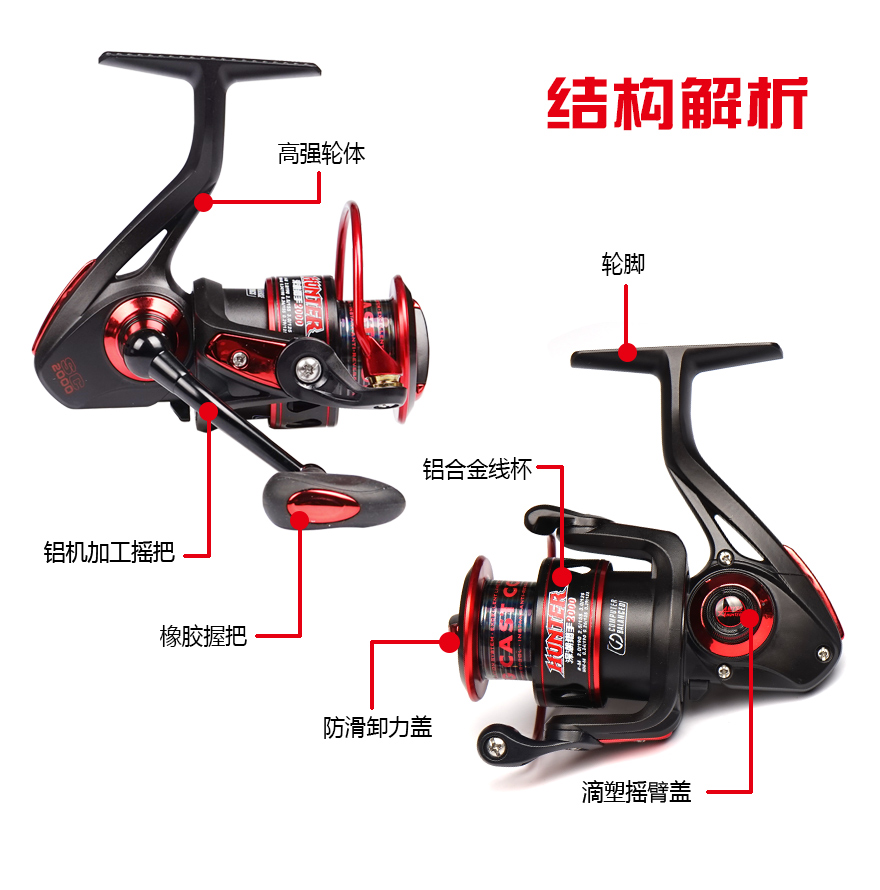 结构解析
高强轮体
轮脚
HUNTER
2000
铝合金线杯
铝机加工摇把
橡胶握把
CAST CO
HUNTER
2000
COMPUTER
BALANCED
防滑卸力盖
滴塑摇臂盖